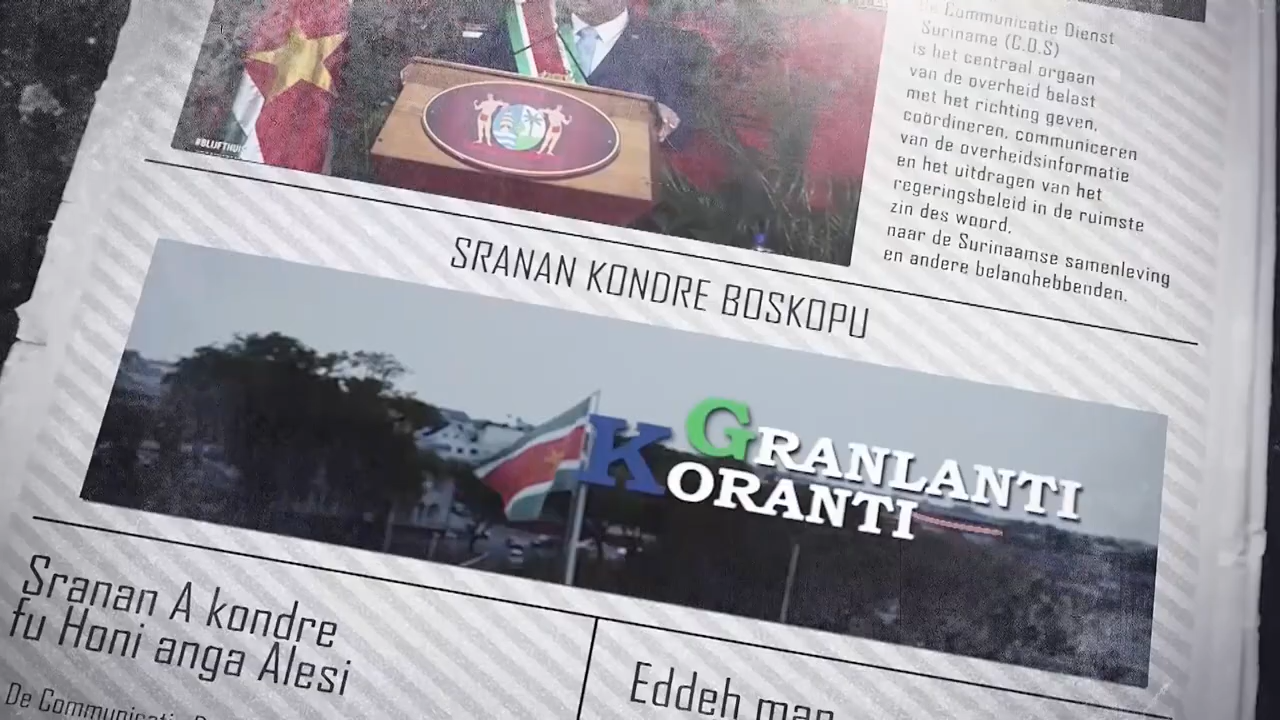 De Communicatie Dienst
Suriname (C.D.S)
is het centraal orgaan
van de overheid belast
met het richting geven,
coördineren, communiceren
van de overheidsinformatie
en het uitdragen van het
regeringsbeleid in de ruimste
zin des woord,
naar de Surinaamse samenleving
en andere belanghebbenden.
SRANAN KONDRE BOSKOPU
GRANLANTI
KORANTI
Sranan A kondre
fu Honi anga Alesi
De
Eddeh man